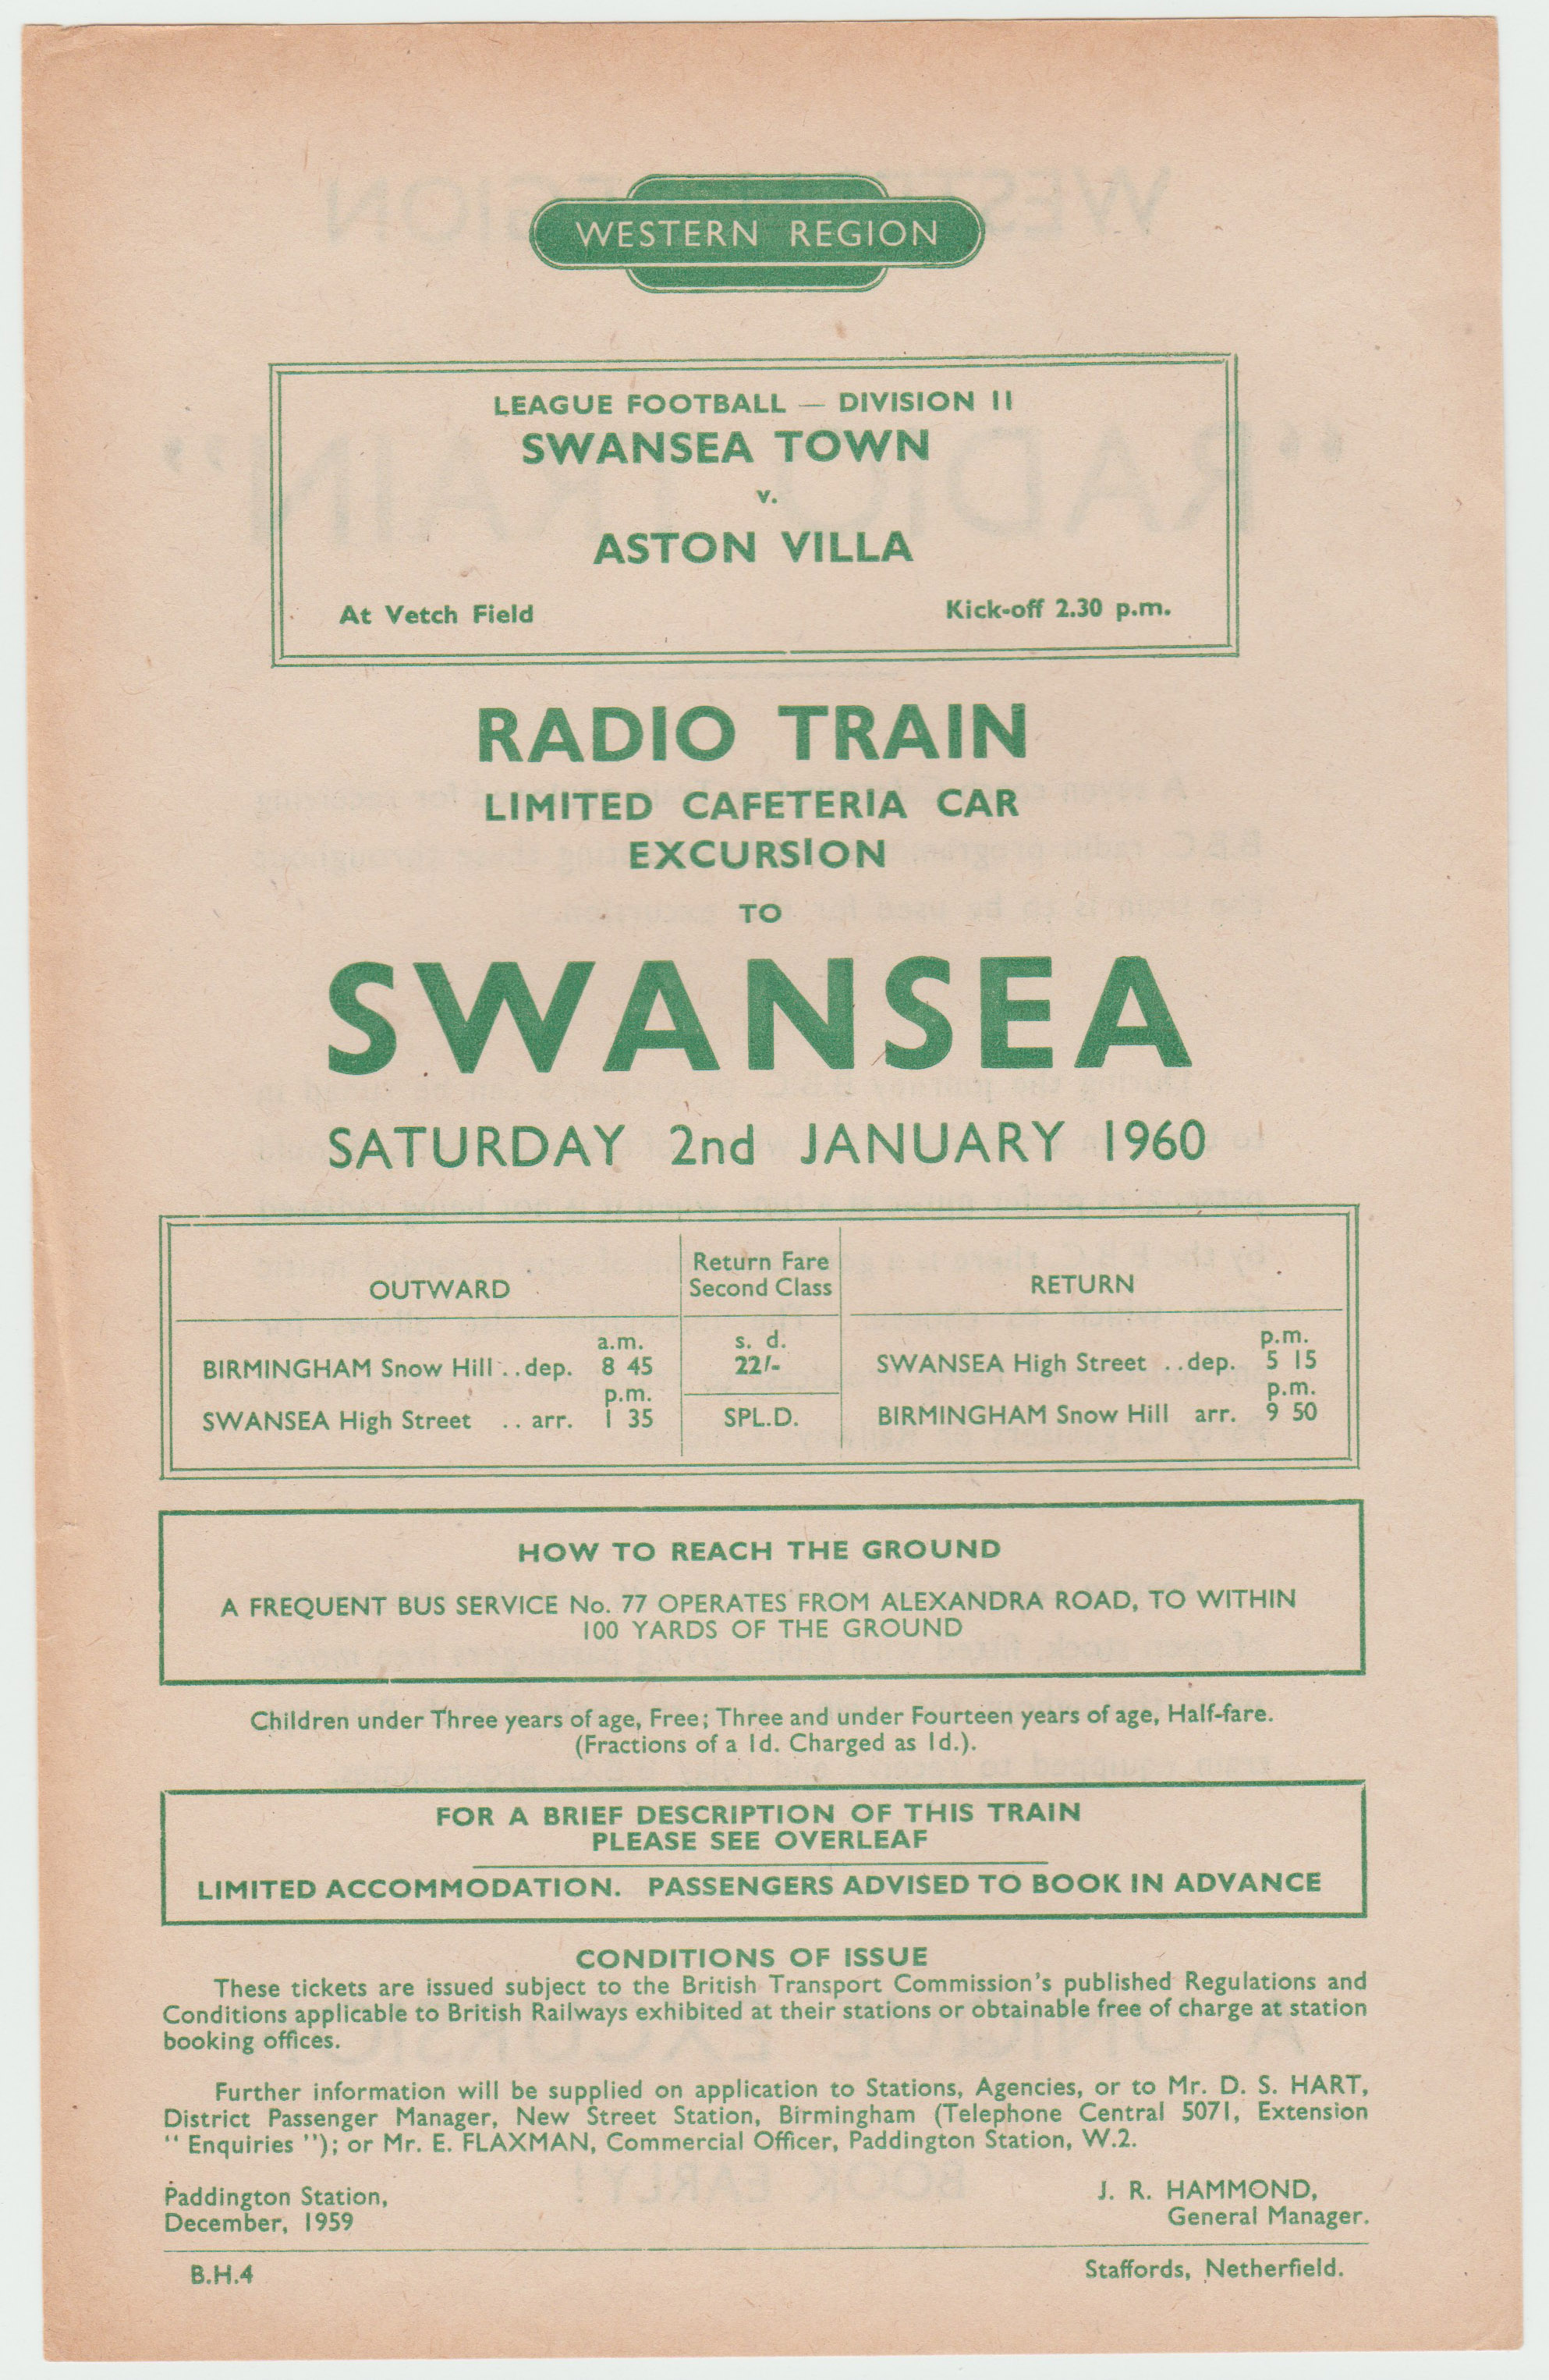 WESTERN REGION
LEAGUE FOOTBALL — DIVISION II
SWANSEA TOWN
v.
ASTON VILLA
At Vetch Field Kick-off 2.30 p.m.
RADIO TRAIN
LIMITED CAFETERIA CAR
EXCURSION
TO
SWANSEA
SATURDAY 2nd JANUARY 1960
OUTWARD Return Fare Second Class RETURN
a.m. s. d. p.m.
BIRMINGHAM Snow Hill .. dep. 8 45 22/- SWANSEA High Street .. dep. 5 15
p.m. p.m.
SWANSEA High Street .. arr. 1 35 SPL.D. BIRMINGHAM Snow Hill arr. 9 50
HOW TO REACH THE GROUND
A FREQUENT BUS SERVICE No. 77 OPERATES FROM ALEXANDRA ROAD, TO WITHIN
100 YARDS OF THE GROUND
Children under Three years of age, Free; Three and under Fourteen years of age, Half-fare.
(Fractions of a 1d. Charged as 1d.).
FOR A BRIEF DESCRIPTION OF THIS TRAIN
PLEASE SEE OVERLEAF
LIMITED ACCOMMODATION. PASSENGERS ADVISED TO BOOK IN ADVANCE
CONDITIONS OF ISSUE
These tickets are issued subject to the British Transport Commission's published Regulations and
Conditions applicable to British Railways exhibited at their stations or obtainable free of charge at station
booking offices.
Further information will be supplied on application to Stations, Agencies, or to Mr. D. S. HART,
District Passenger Manager, New Street Station, Birmingham (Telephone Central 5071, Extension
" Enquiries "); or Mr. E. FLAXMAN, Commercial Officer, Paddington Station, W.2.
Paddington Station, J. R. HAMMOND,
December, 1959 General Manager.
B.H.4 Staffords, Netherfield.